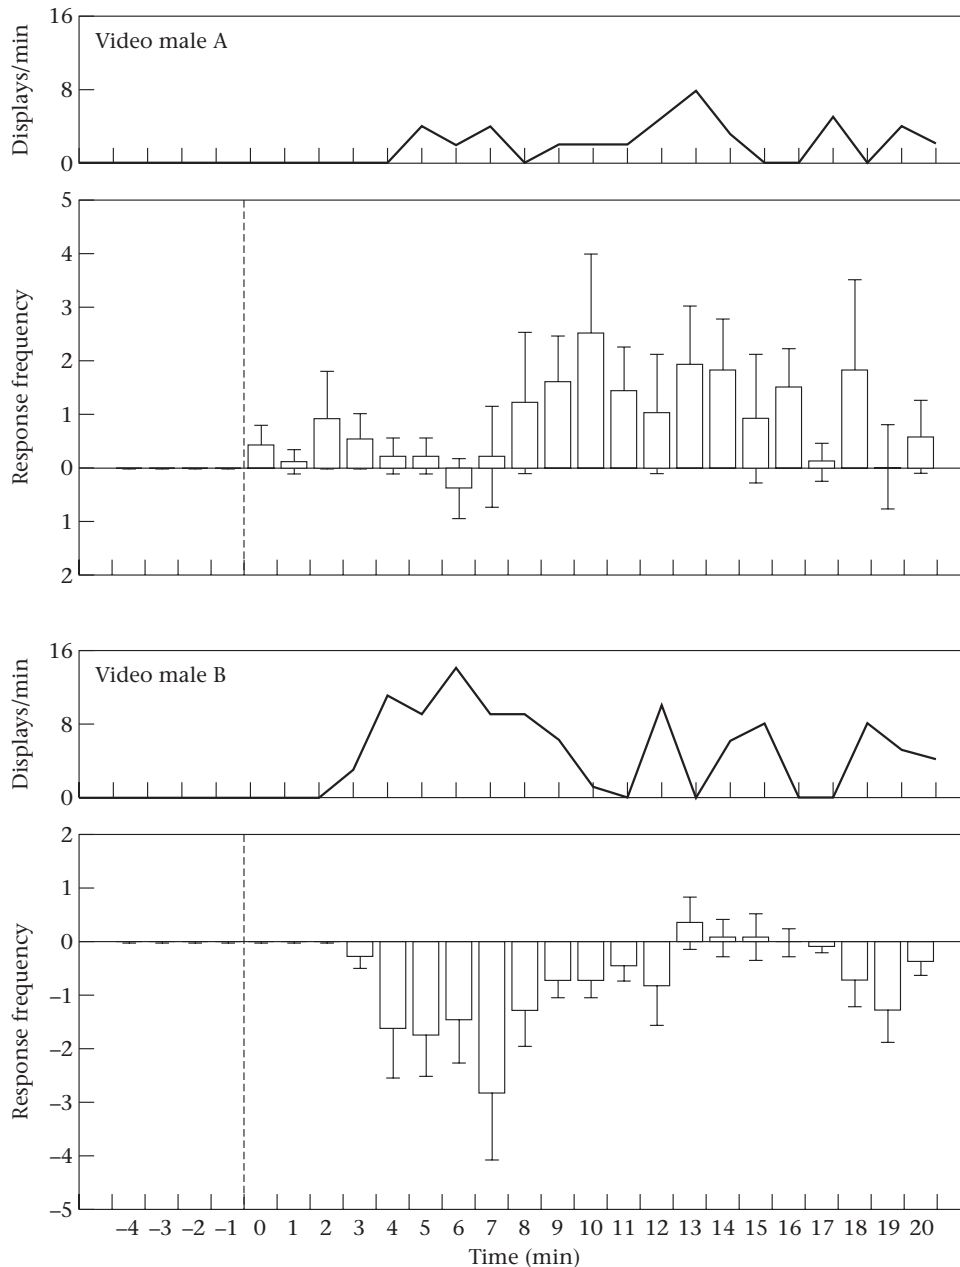 16
Video male A
8
0
Displays/min
5
4
3
2
1
0
1
2
Response frequency
16
Video male B
8
0
Displays/min
2
1
0
–1
–2
–3
–4
–5
Response frequency
–4 –3 –2 –1 0 1 2 3 4 5 6 7 8 9 10 11 12 13 14 15 16 17 18 19 20
Time (min)